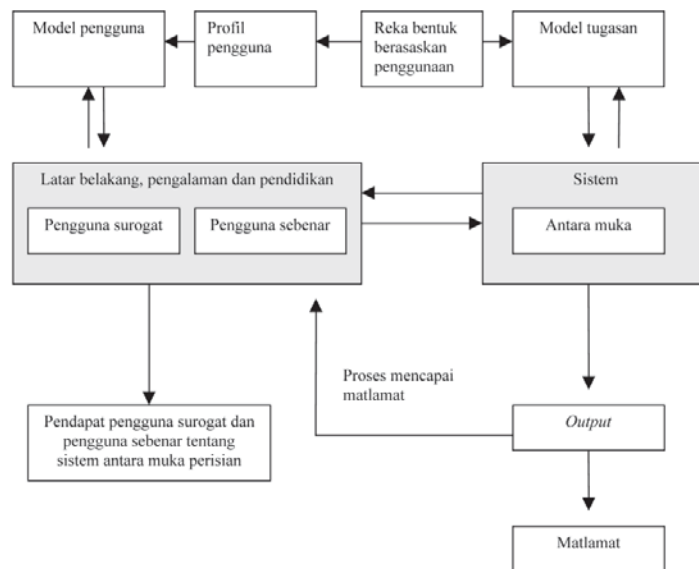 Model pengguna
Profil
pengguna
Reka bentuk
berasaskan
penggunaan
Model tugasan
Latar belakang, pengalaman dan pendidikan
Pengguna surogat
Pengguna sebenar
Sistem
Antara muka
Proses mencapai
matlamat
Pendapat pengguna surogat dan
pengguna sebenar tentang
sistem antara muka perisian
Output
Matlamat